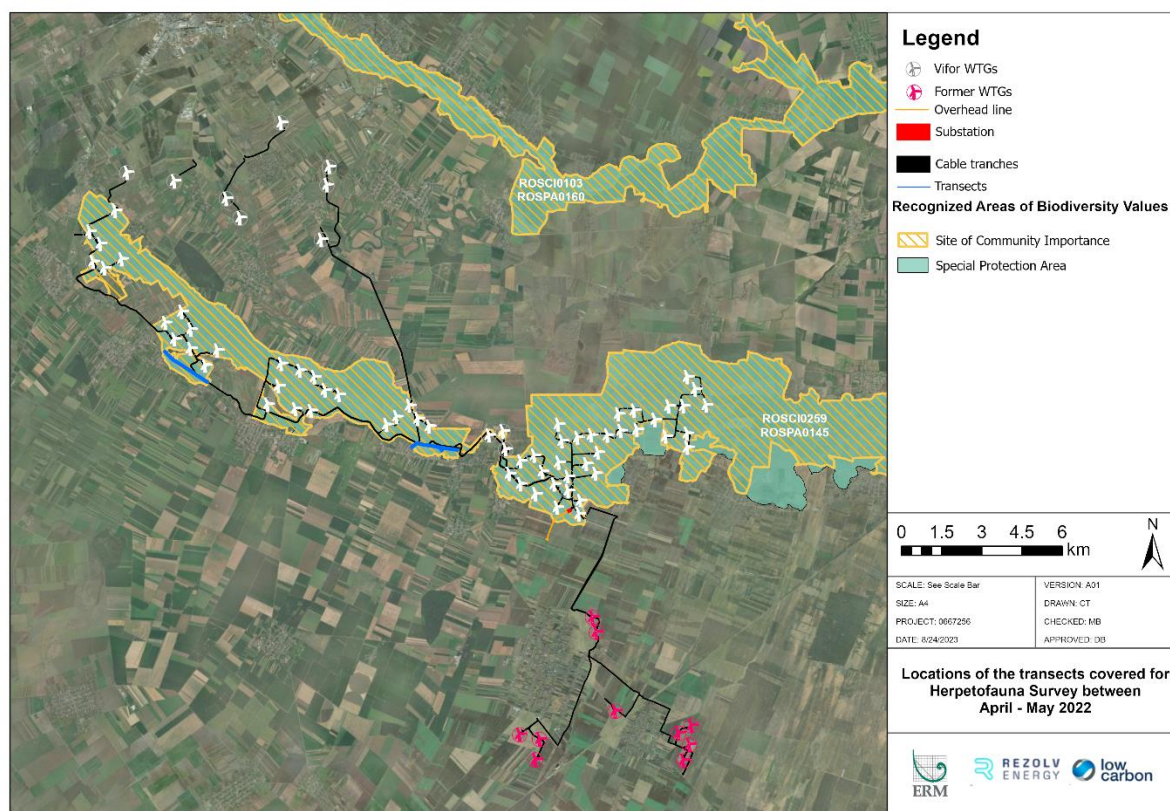 ROSCI0103
ROSPA0160
ROSCI0259
ROSPA0145
Legend
Vifor WTGs
Former WTGs
Overhead line
Substation
Cable tranches
Transects
Recognized Areas of Biodiversity Values
Site of Community Importance
Special Protection Area
0 1.5 3 4.5 6
km
N
SCALE: See Scale Bar
VERSION: A01
SIZE: A4
DRAWN: CT
PROJECT: 0667256
CHECKED: MB
DATE: 8/24/2023
APPROVED: DB
Locations of the transects covered for
Herpetofauna Survey between
April - May 2022
ERM
REZOLV
ENERGY
low
carbon